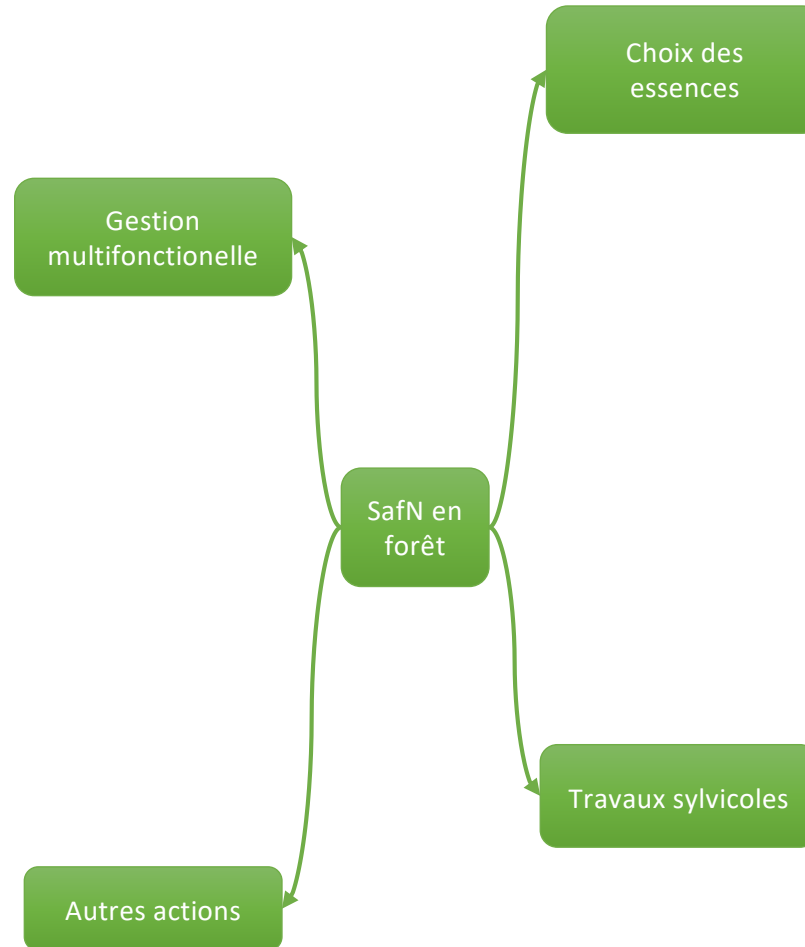 Choix des
essences
Gestion
multifonctionelle
SafN en
forêt
Travaux sylvicoles
Autres actions